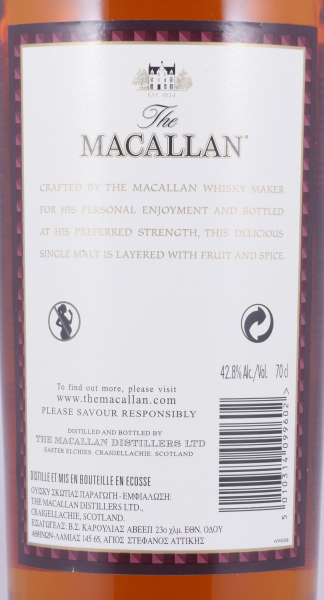 EST. 1824
The
MACALLAN®
CRAFTED BY THE MACALLAN WHISKY MAKER
FOR HIS PERSONAL ENJOYMENT AND BOTTLED
AT HIS PREFERRED STRENGTH, THIS DELICIOUS
SINGLE MALT IS LAYERED WITH FRUIT AND SPICE.
42.8% Alc./Vol. 70 cl
To find out more, please visit
www.themacallan.com
PLEASE SAVOUR RESPONSIBLY
DISTILLED AND BOTTLED BY
THE MACALLAN DISTILLERS LTD
EASTER ELCHIES, CRAIGELLACHIE, SCOTLAND
5 010314 099602 >
DISTILLÉ ET MIS EN BOUTEILLE EN ÉCOSSE
ΟΥΙΣΚΥ ΣΚΩΤΙΑΣ ΠΑΡΑΓΩΓΗ - ΕΜΦΙΑΛΩΣΗ:
THE MACALLAN DISTILLERS LTD.,
CRAIGELLACHIE, SCOTLAND.
ΕΙΣΑΓΩΓΕΑΣ: Β.Σ. ΚΑΡΟΥΛΙΑΣ ΑΒΕΕΠ 23ο χλμ. ΕΘΝ. ΟΔΟΥ
ΑΘΗΝΩΝ-ΛΑΜΙΑΣ 145 65, ΑΓΙΟΣ ΣΤΕΦΑΝΟΣ ΑΤΤΙΚΗΣ